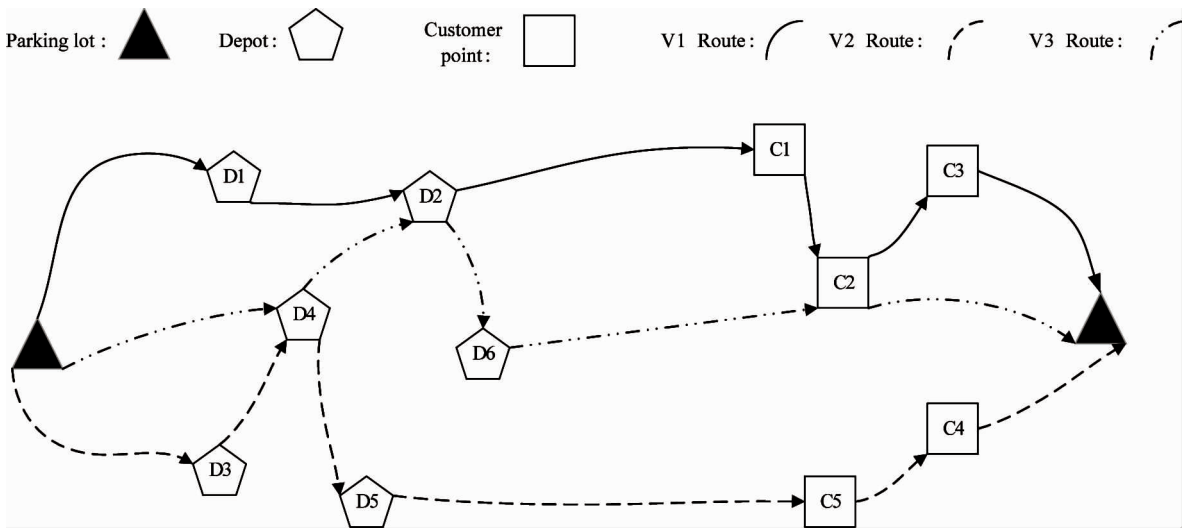 Parking lot :
Depot :
Customer
point :
V1 Route :
V2 Route :
V3 Route :
D1
D2
C1
C3
C2
D4
D6
C4
D3
D5
C5